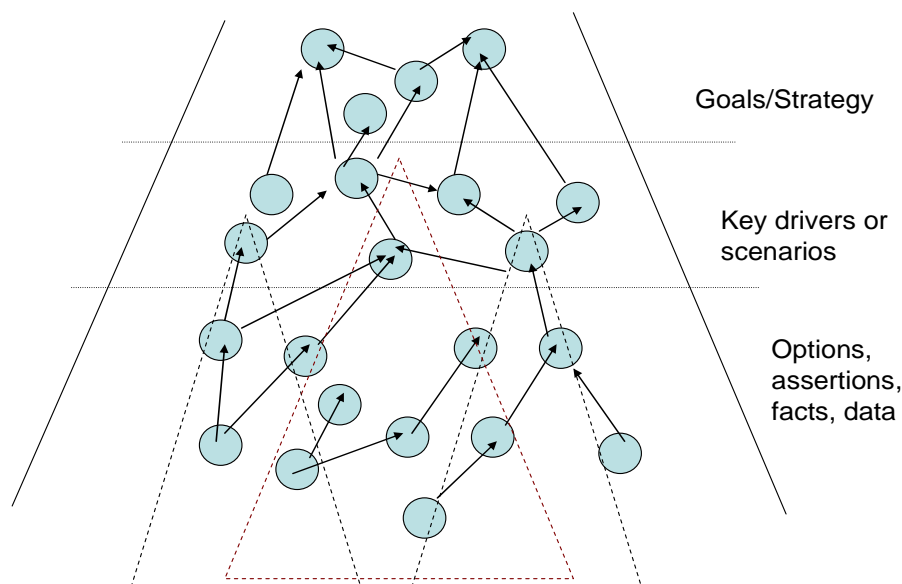 Goals/Strategy
Key drivers or
scenarios
Options,
assertions,
facts, data